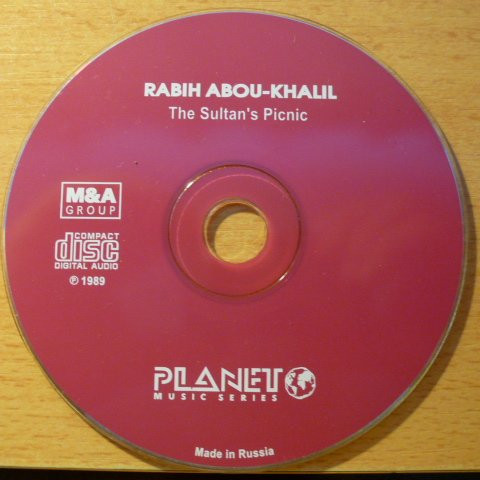 RABIH ABOU-KHALIL
The Sultan's Picnic
M&A
GROUP
COMPACT
disc
DIGITAL AUDIO
℗ 1989
PLANET
MUSIC SERIES
Made in Russia